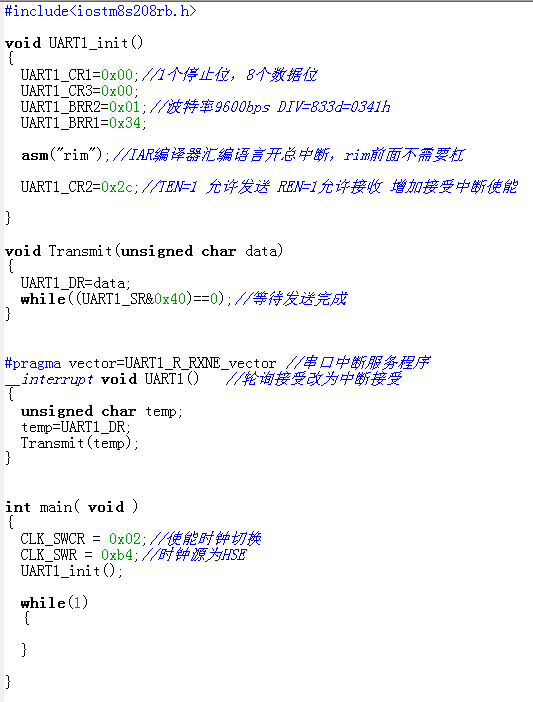 #include<iostm8s208rb.h>
void UART1_init()
{
UART1_CR1=0x00;//1个停止位，8个数据位
UART1_CR3=0x00;
UART1_BRR2=0x01;//波特率9600bps DIV=833d=0341h
UART1_BRR1=0x34;
asm("rim");//IAR编译器汇编语言开总中断，rim前面不需要杠
UART1_CR2=0x2c;//TEN=1 允许发送 REN=1允许接收 增加接受中断使能
}
void Transmit(unsigned char data)
{
UART1_DR=data;
while((UART1_SR&0x40)==0);//等待发送完成
}
#pragma vector=UART1_R_RXNE_vector //串口中断服务程序
__interrupt void UART1() //轮询接受改为中断接受
{
unsigned char temp;
temp=UART1_DR;
Transmit(temp);
}
int main( void )
{
CLK_SWCR = 0x02;//使能时钟切换
CLK_SWR = 0xb4;//时钟源为HSE
UART1_init();
while(1)
{
}
}